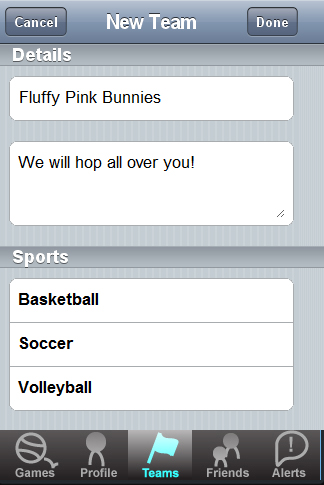 Cancel New Team Done
Details
Fluffy Pink Bunnies
We will hop all over you!
Sports
Basketball
Soccer
Volleyball
Games Profile Teams Friends Alerts